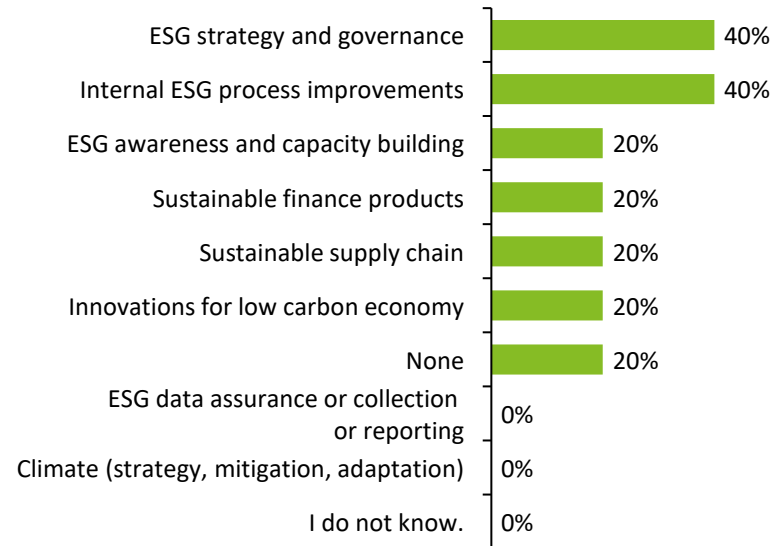 ESG strategy and governance 40%
Internal ESG process improvements 40%
ESG awareness and capacity building 20%
Sustainable finance products 20%
Sustainable supply chain 20%
Innovations for low carbon economy 20%
None 20%
ESG data assurance or collection
or reporting 0%
Climate (strategy, mitigation, adaptation) 0%
I do not know. 0%